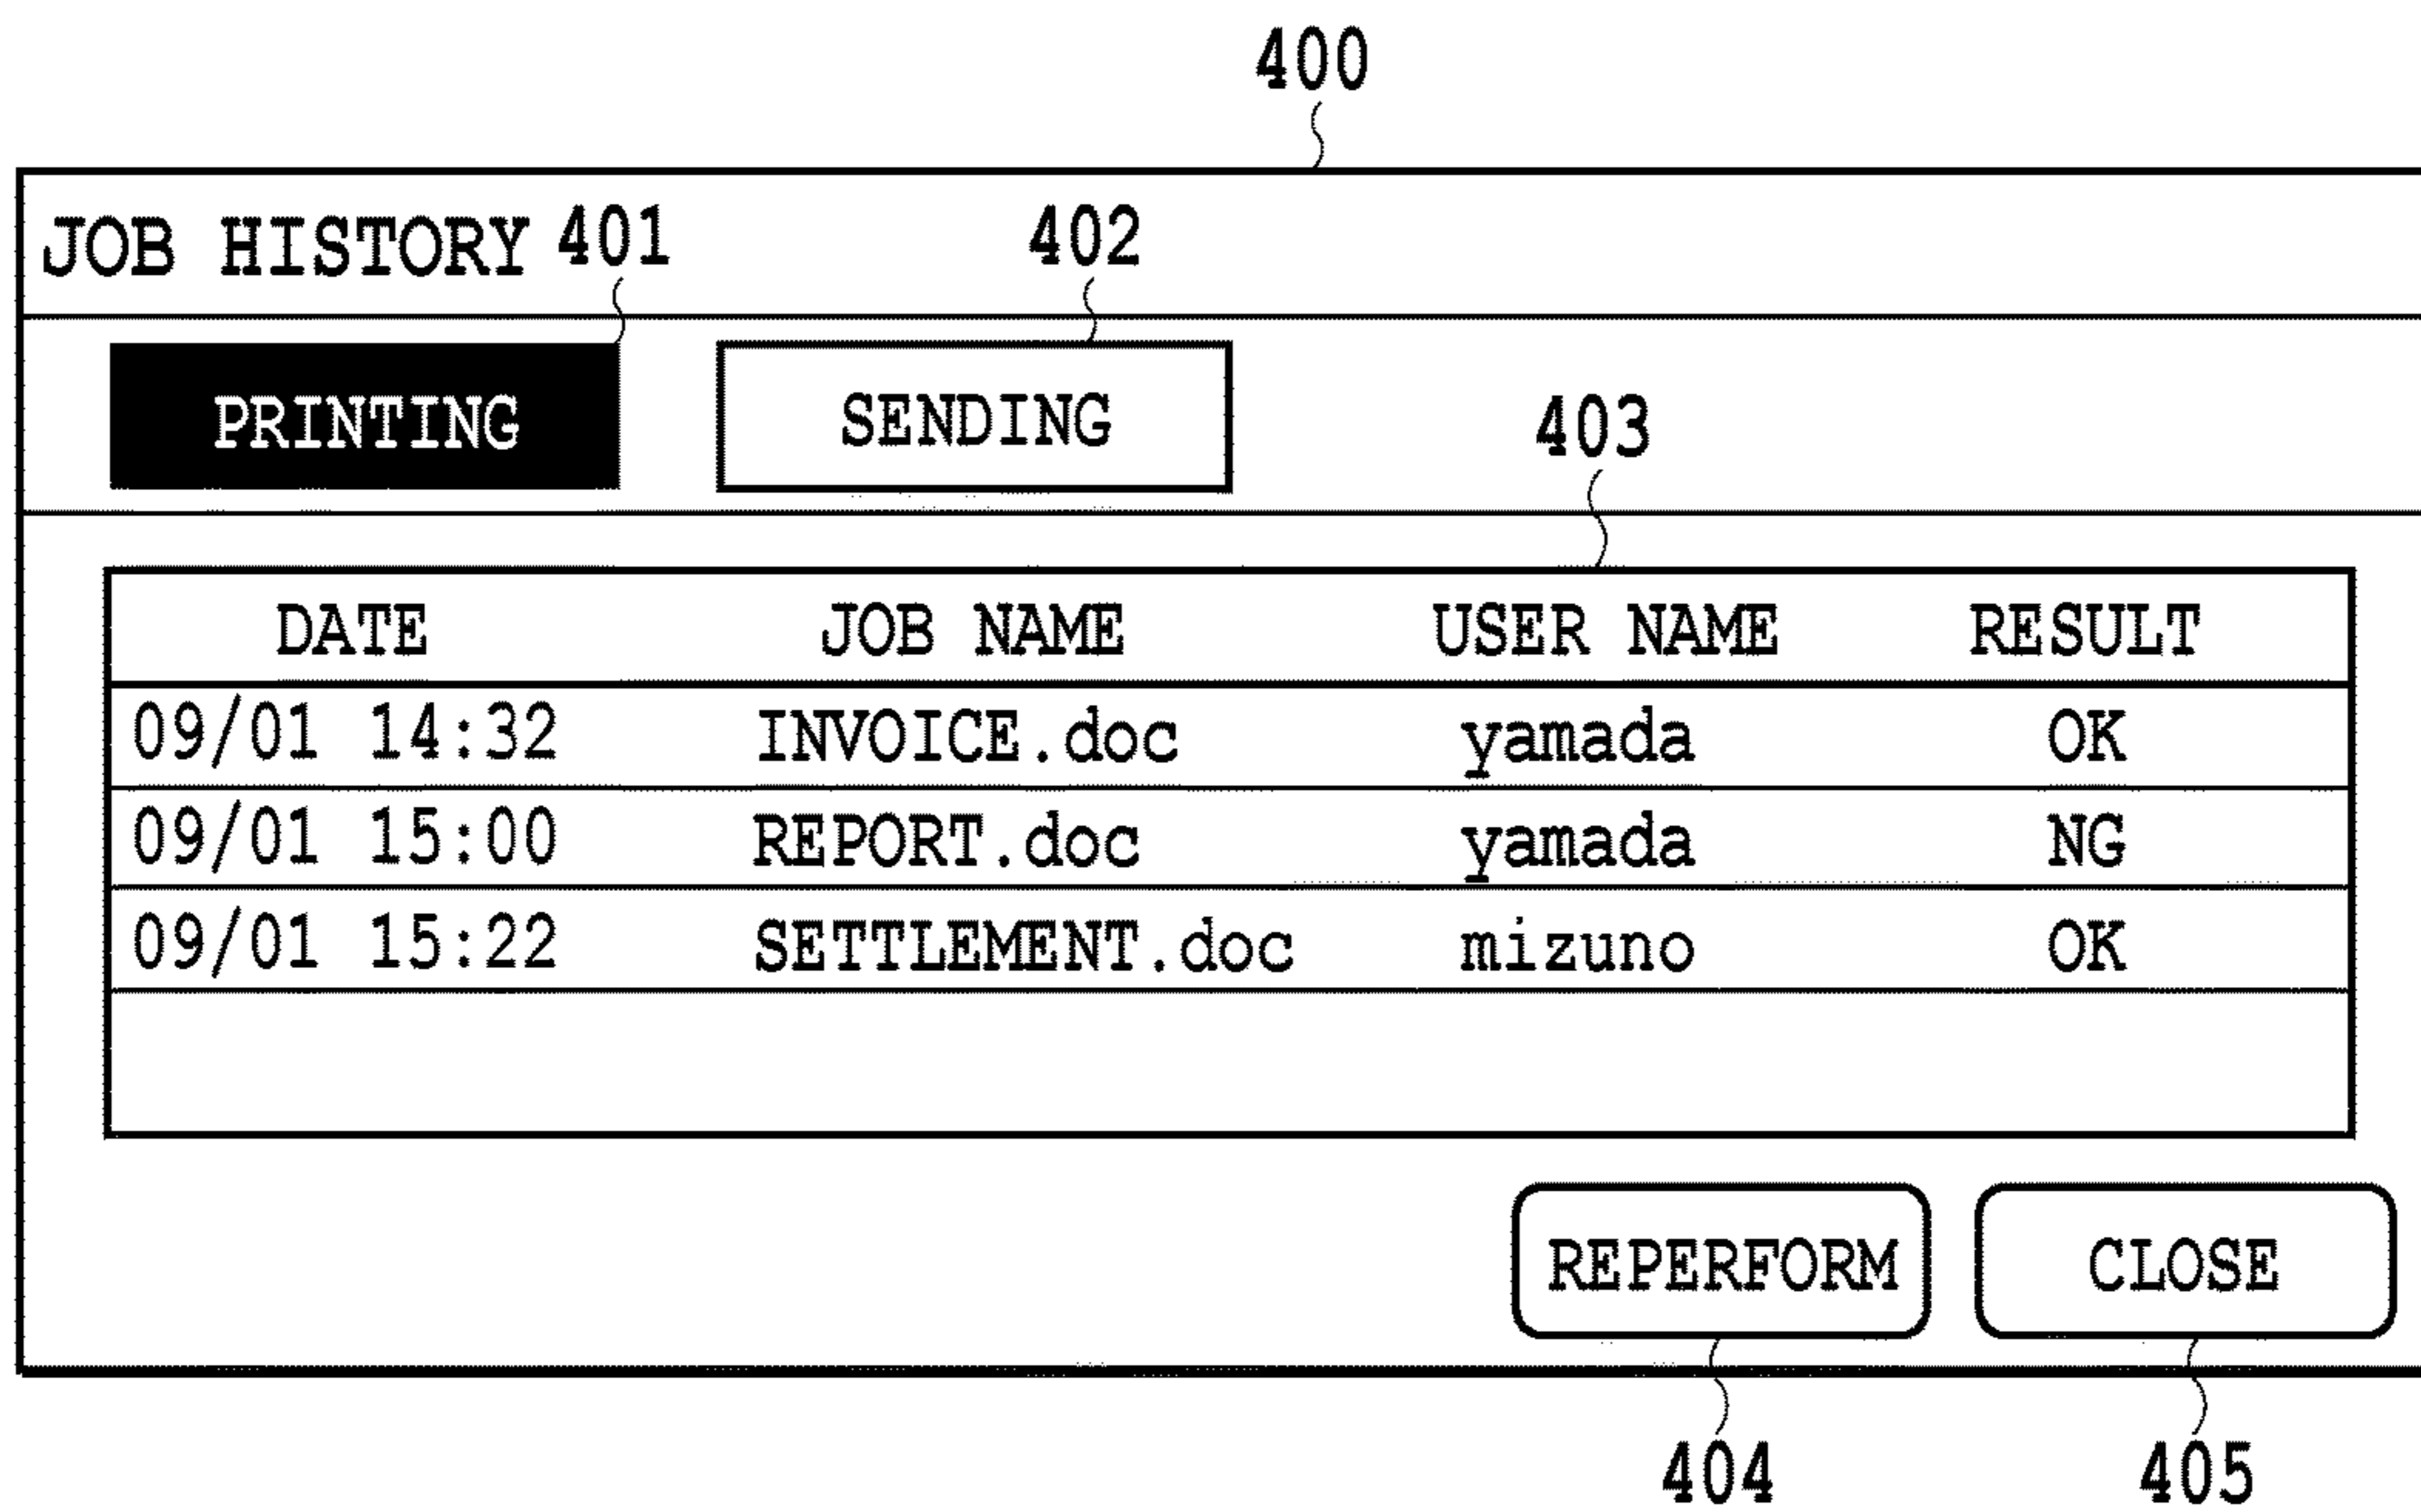 400
JOB HISTORY 401 402
PRINTING SENDING 403
DATE JOB NAME USER NAME RESULT
09/01 14:32 INVOICE.doc yamada OK
09/01 15:00 REPORT.doc yamada NG
09/01 15:22 SETTLEMENT.doc mizuno OK
REPERFORM CLOSE
404 405